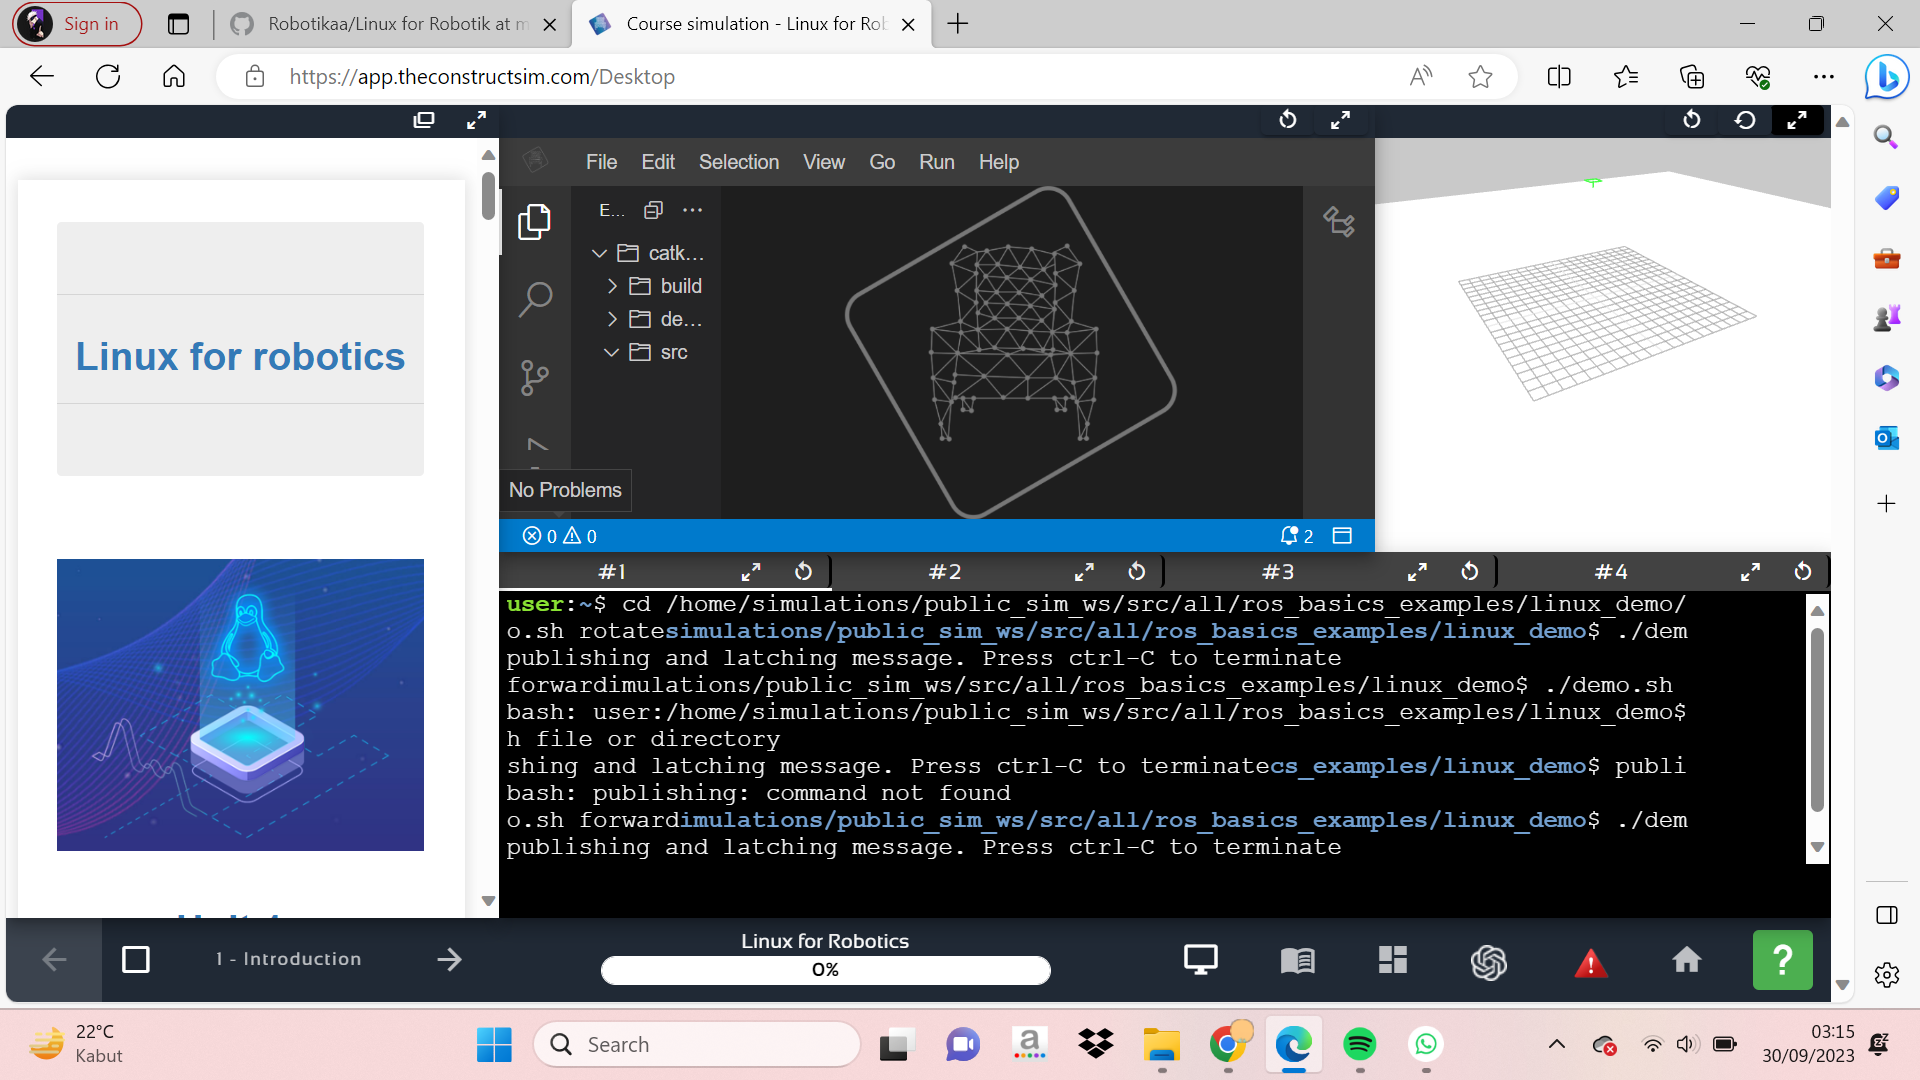 Sign in
Robotikaa/Linux for Robotik at m
Course simulation - Linux for Rob
https://app.theconstructsim.com/Desktop
File Edit Selection View Go Run Help
E...
catk...
build
de...
src
No Problems
0 0
2
Linux for robotics
#1 #2 #3 #4
user:~$ cd /home/simulations/public_sim_ws/src/all/ros_basics_examples/linux_demo/
o.sh rotatesimulations/public_sim_ws/src/all/ros_basics_examples/linux_demo$ ./dem
publishing and latching message. Press ctrl-C to terminate
forwardimulations/public_sim_ws/src/all/ros_basics_examples/linux_demo$ ./demo.sh
bash: user:/home/simulations/public_sim_ws/src/all/ros_basics_examples/linux_demo$
h file or directory
shing and latching message. Press ctrl-C to terminatecs_examples/linux_demo$ publi
bash: publishing: command not found
o.sh forwardimulations/public_sim_ws/src/all/ros_basics_examples/linux_demo$ ./dem
publishing and latching message. Press ctrl-C to terminate
1 - Introduction
Linux for Robotics
0%
?
22°C
Kabut
Search
03:15
30/09/2023